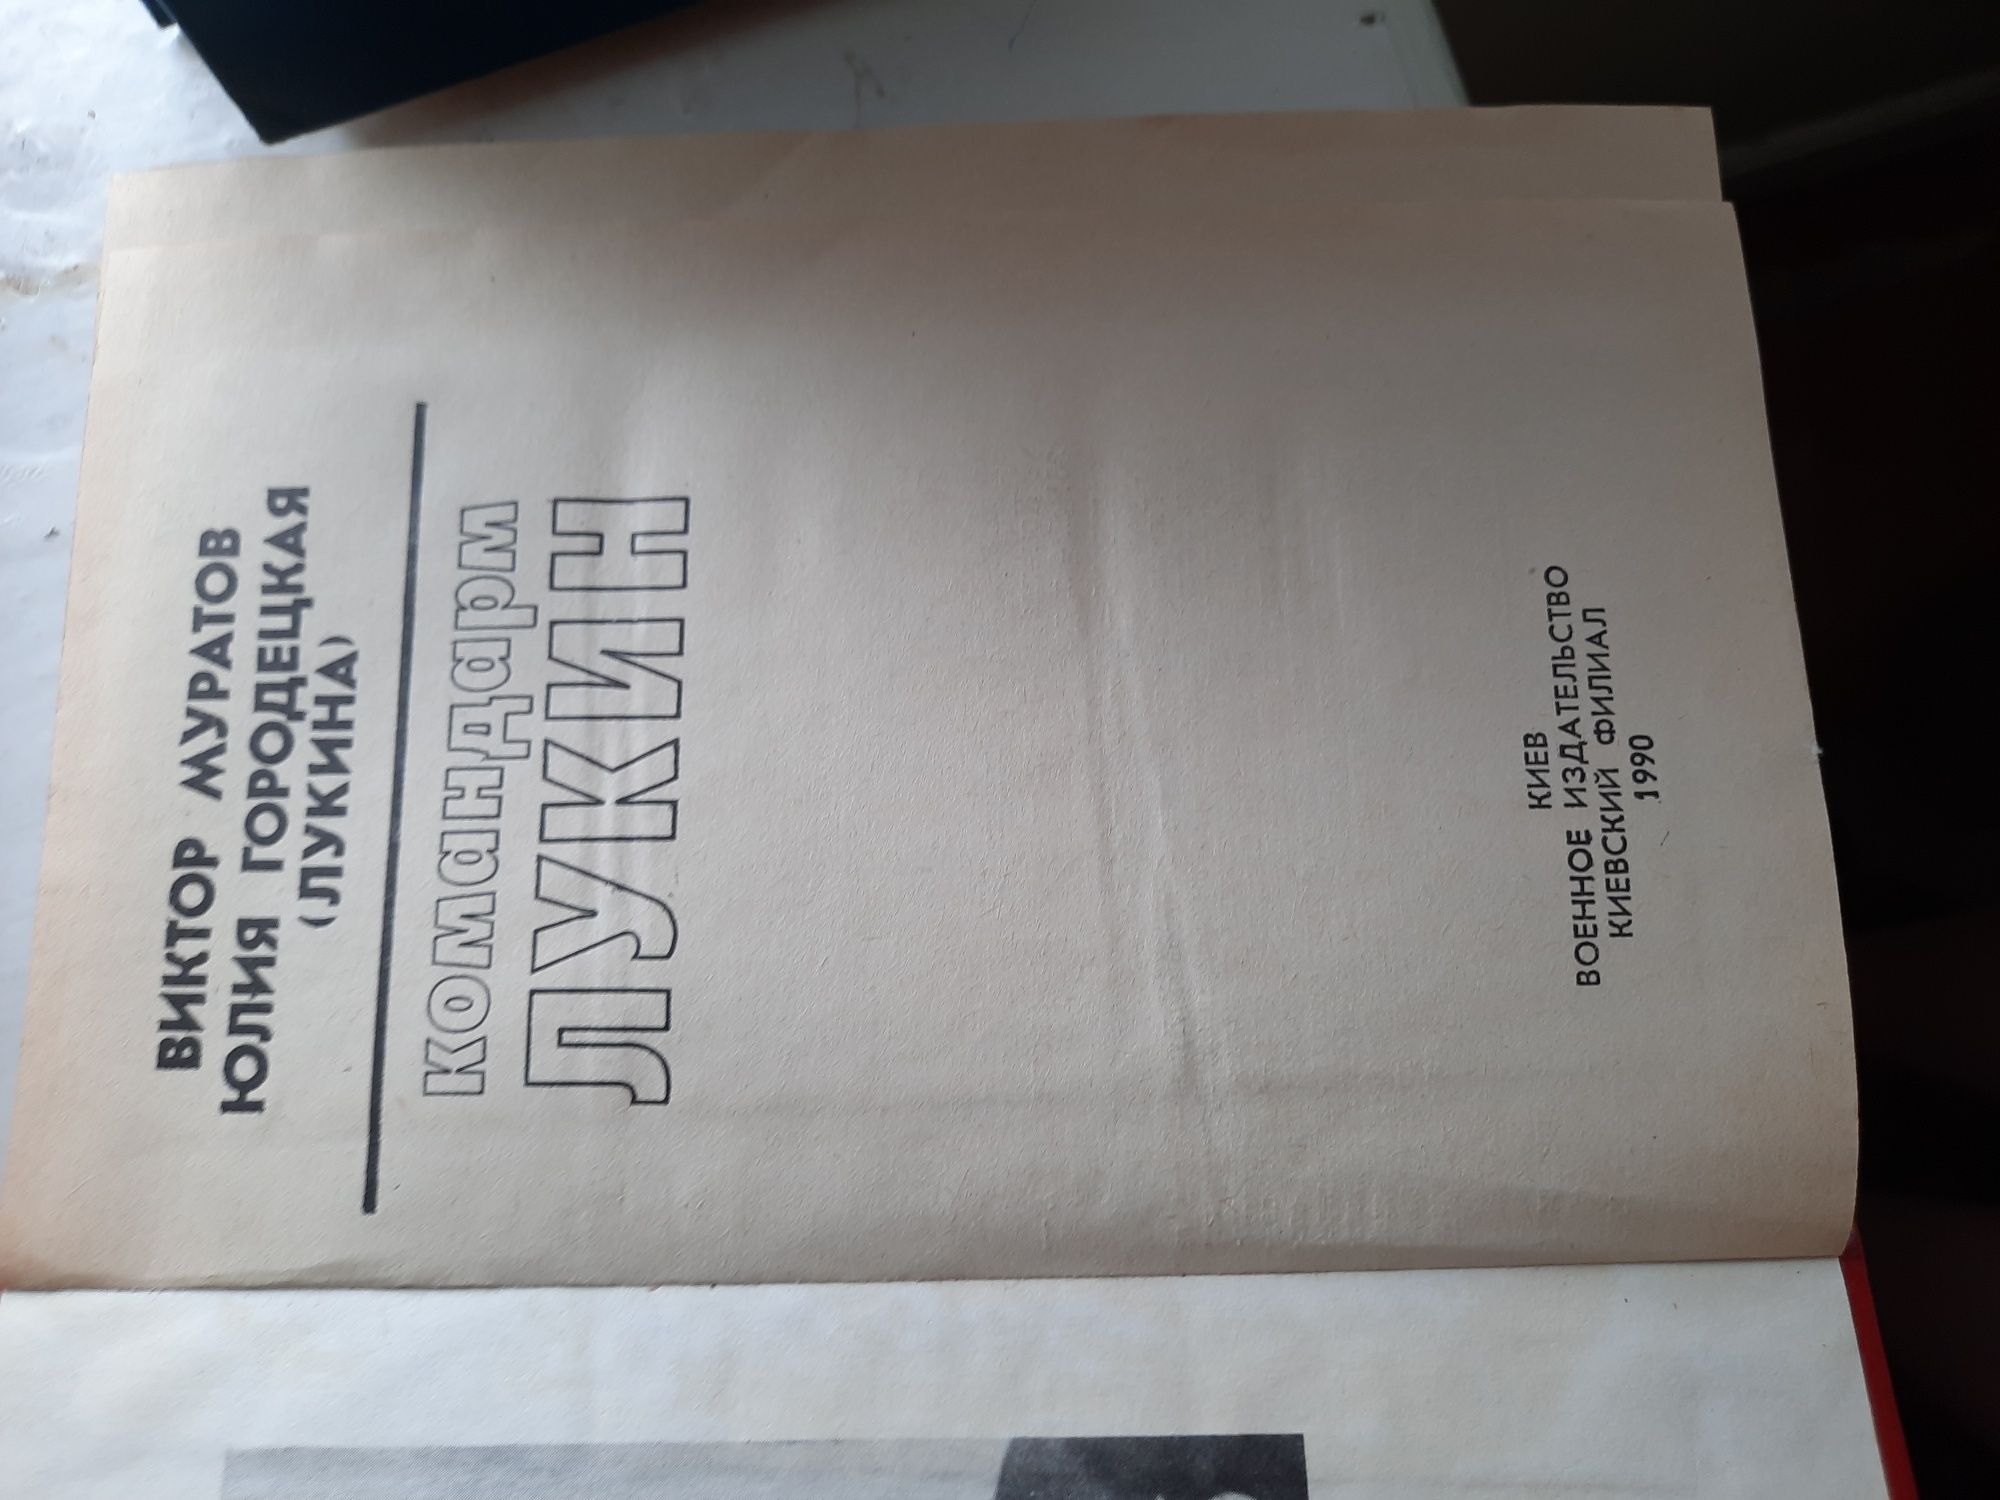 ВИКТОР МУРАТОВ
ЮЛИЯ ГОРОДЕЦКАЯ
(ЛУКИНА)
командарм
ЛУКИН
КИЕВ
ВОЕННОЕ ИЗДАТЕЛЬСТВО
КИЕВСКИЙ ФИЛИАЛ
1990